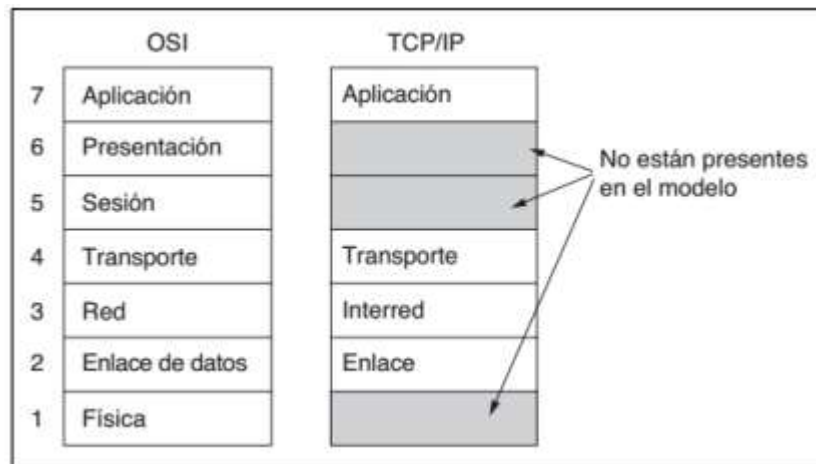 OSI TCP/IP
7 Aplicación Aplicación
6 Presentación
5 Sesión
4 Transporte Transporte
3 Red Interred
2 Enlace de datos Enlace
1 Física
No están presentes
en el modelo